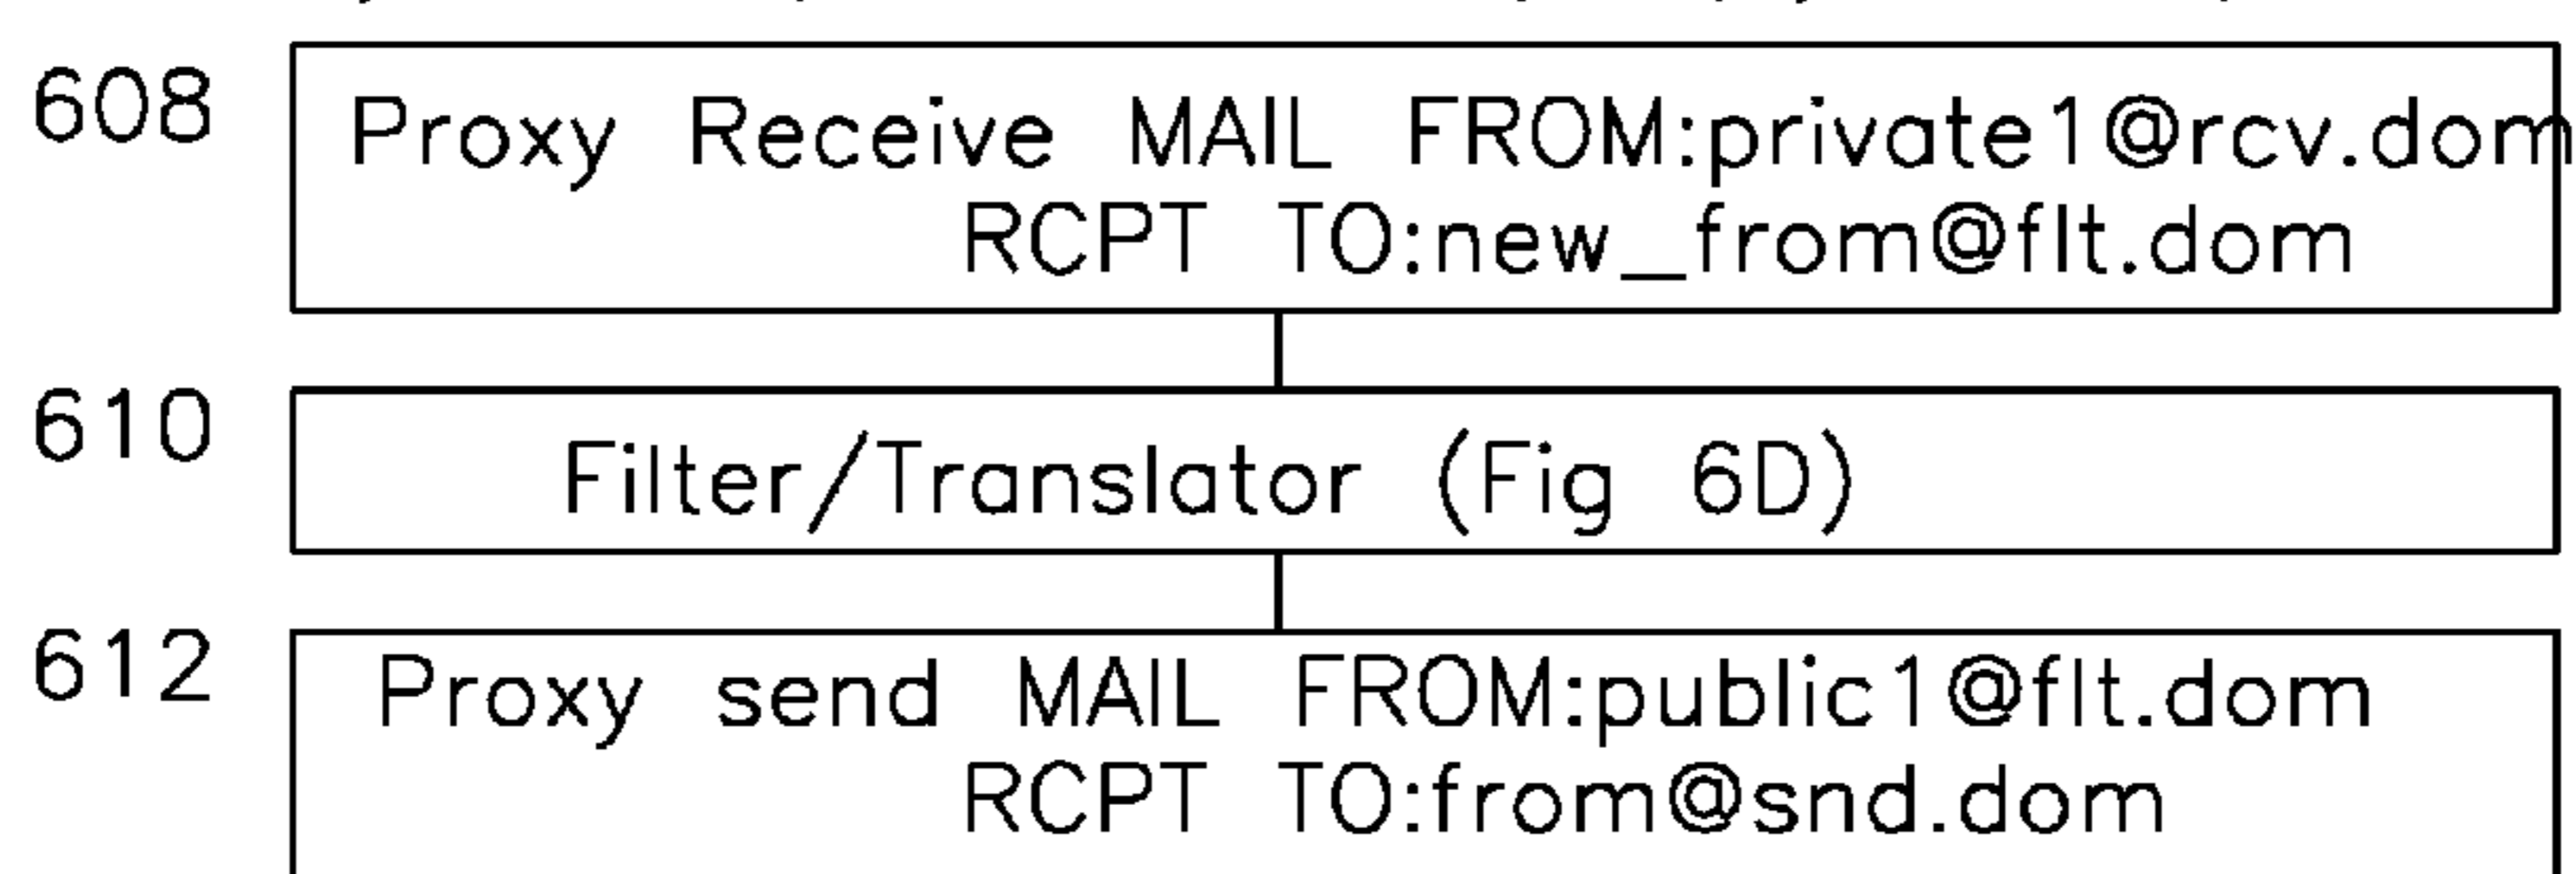 608 Proxy Receive MAIL FROM:private1@rcv.dom
RCPT TO:new_from@flt.dom
610 Filter/Translator (Fig 6D)
612 Proxy send MAIL FROM:public1@flt.dom
RCPT TO:from@snd.dom